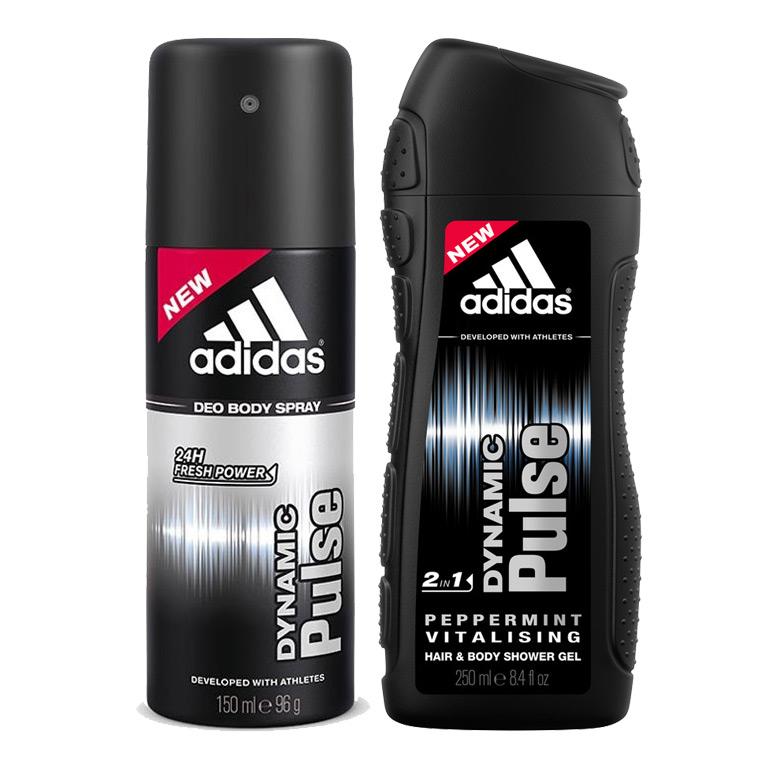 NEW
adidas®
DEO BODY SPRAY
24H
FRESH POWER
DYNAMIC
Pulse
DEVELOPED WITH ATHLETES
150 ml e 96 g
NEW
adidas®
DEVELOPED WITH ATHLETES
DYNAMIC
Pulse
2 IN 1
PEPPERMINT
VITALISING
HAIR & BODY SHOWER GEL
250 ml e 8.4 fl oz